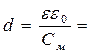 d = εε₀ / C_м =